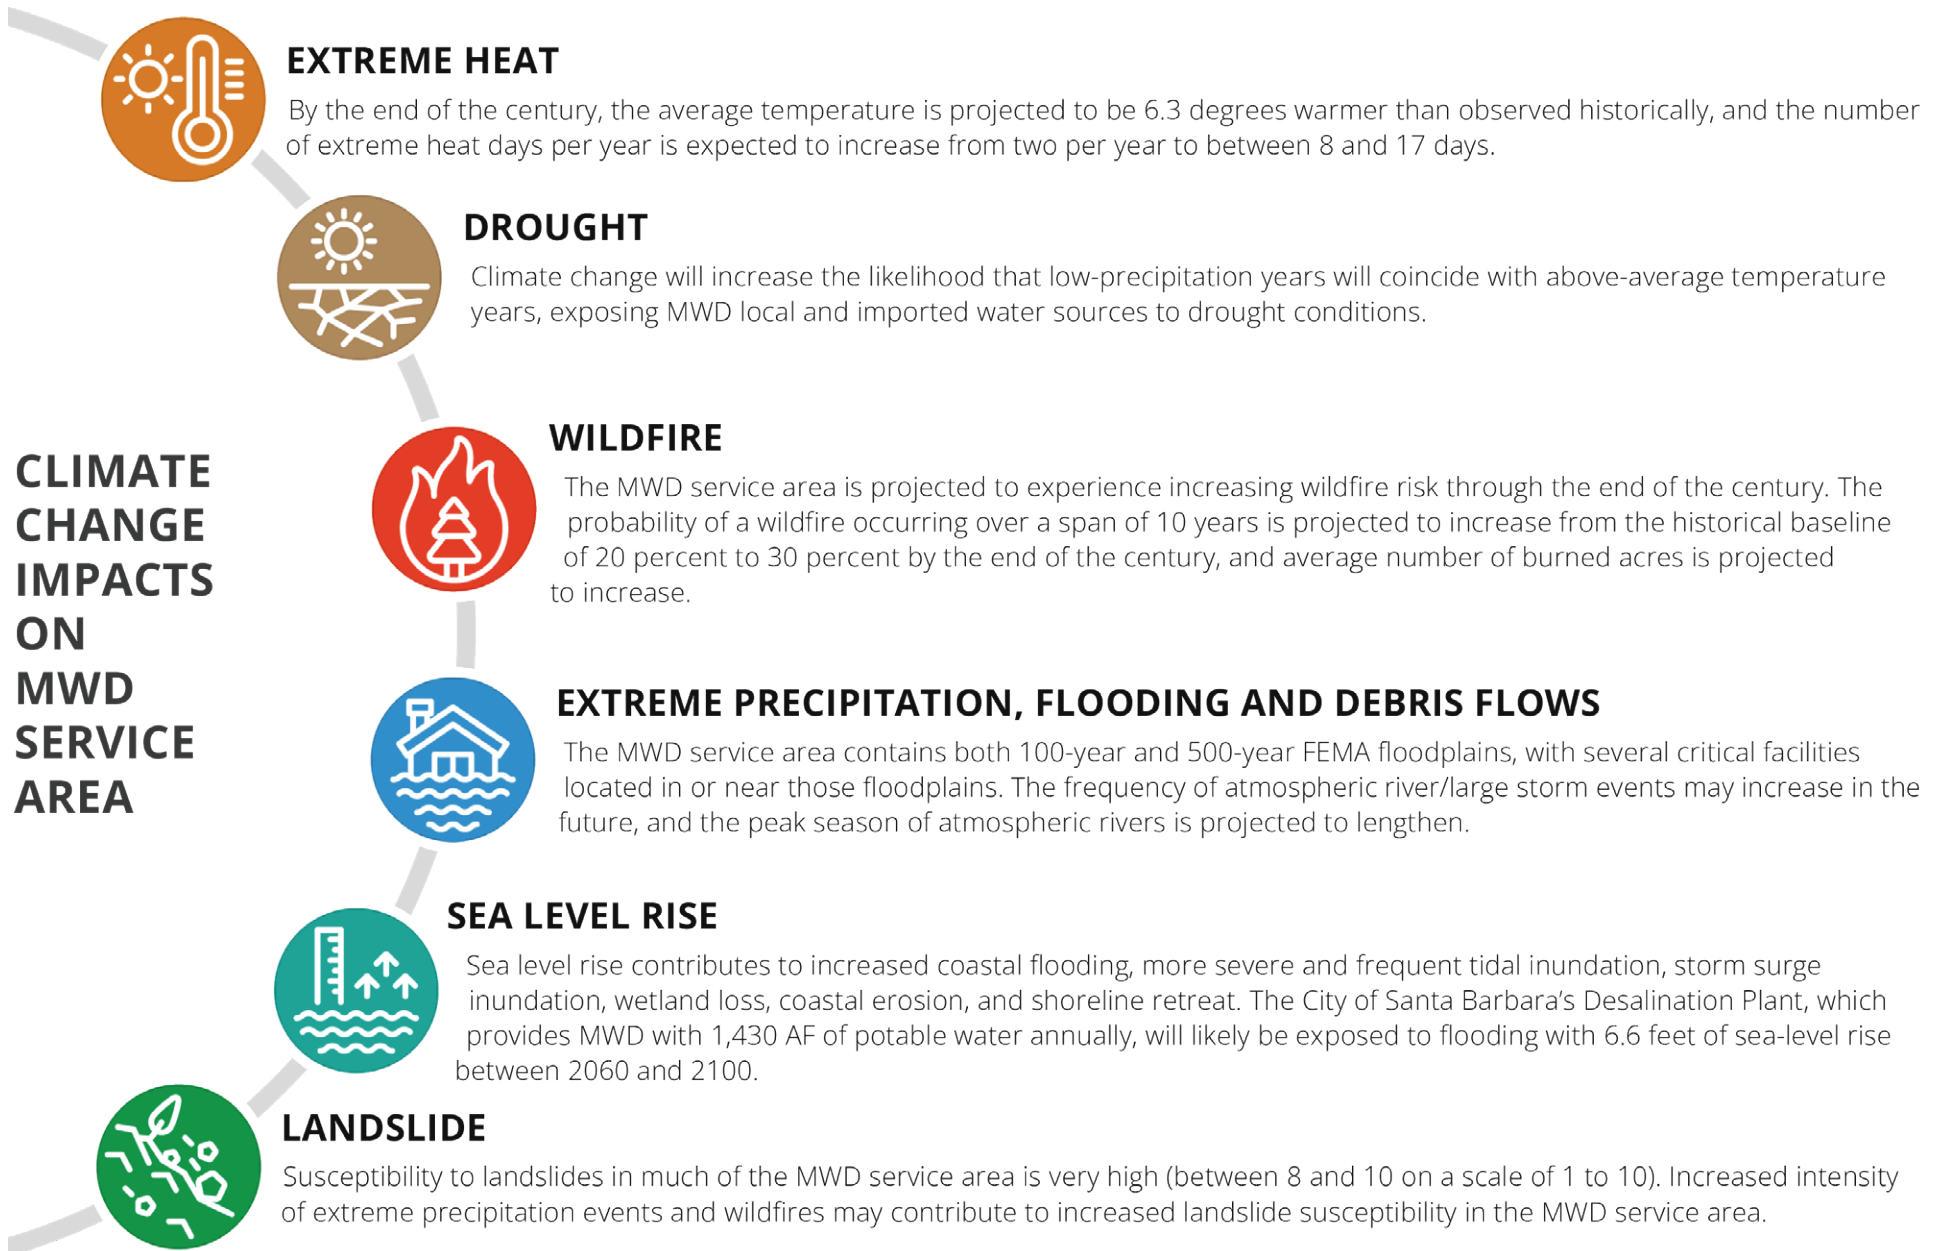 EXTREME HEAT
By the end of the century, the average temperature is projected to be 6.3 degrees warmer than observed historically, and the number
of extreme heat days per year is expected to increase from two per year to between 8 and 17 days.
DROUGHT
Climate change will increase the likelihood that low-precipitation years will coincide with above-average temperature
years, exposing MWD local and imported water sources to drought conditions.
CLIMATE
CHANGE
IMPACTS
ON
MWD
SERVICE
AREA
WILDFIRE
The MWD service area is projected to experience increasing wildfire risk through the end of the century. The
probability of a wildfire occurring over a span of 10 years is projected to increase from the historical baseline
of 20 percent to 30 percent by the end of the century, and average number of burned acres is projected
to increase.
EXTREME PRECIPITATION, FLOODING AND DEBRIS FLOWS
The MWD service area contains both 100-year and 500-year FEMA floodplains, with several critical facilities
located in or near those floodplains. The frequency of atmospheric river/large storm events may increase in the
future, and the peak season of atmospheric rivers is projected to lengthen.
SEA LEVEL RISE
Sea level rise contributes to increased coastal flooding, more severe and frequent tidal inundation, storm surge
inundation, wetland loss, coastal erosion, and shoreline retreat. The City of Santa Barbara’s Desalination Plant, which
provides MWD with 1,430 AF of potable water annually, will likely be exposed to flooding with 6.6 feet of sea-level rise
between 2060 and 2100.
LANDSLIDE
Susceptibility to landslides in much of the MWD service area is very high (between 8 and 10 on a scale of 1 to 10). Increased intensity
of extreme precipitation events and wildfires may contribute to increased landslide susceptibility in the MWD service area.